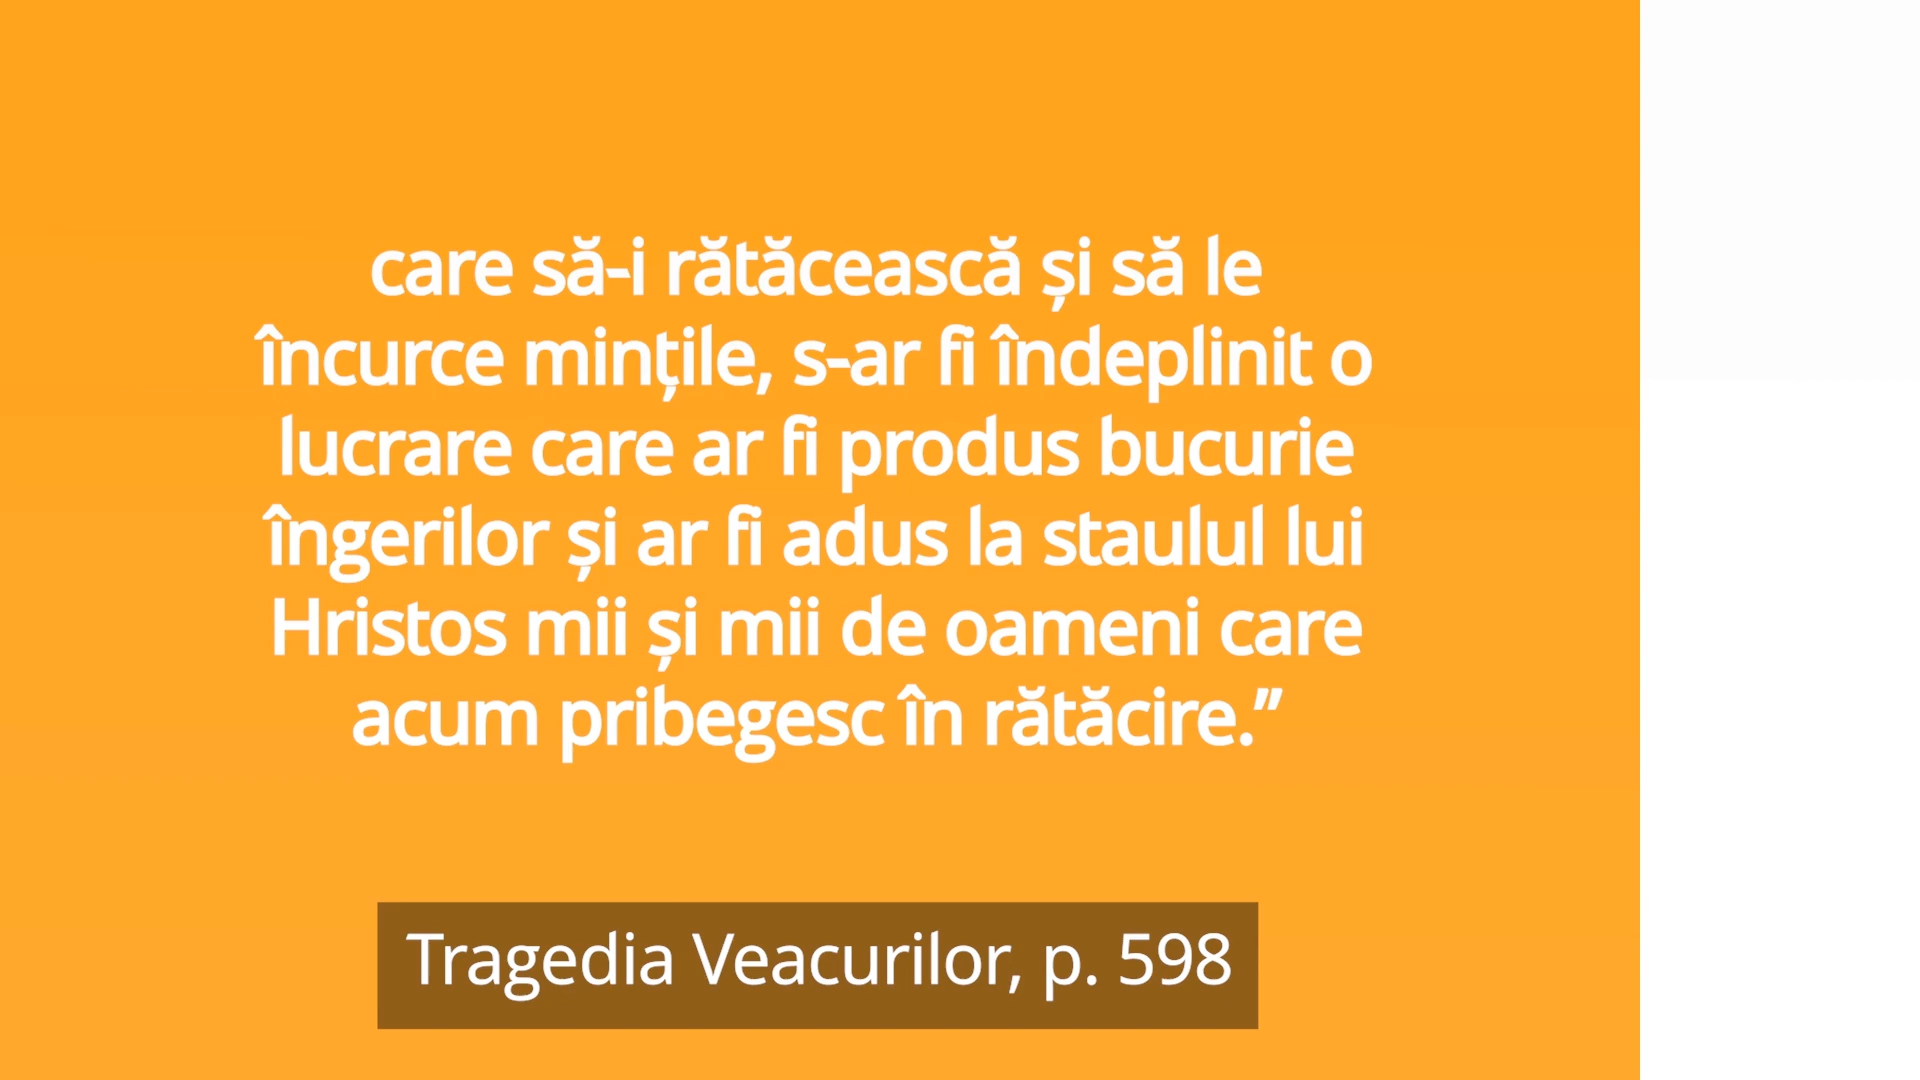 care să-i rătăcească și să le
încurce mințile, s-ar fi îndeplinit o
lucrare care ar fi produs bucurie
îngerilor și ar fi adus la staulul lui
Hristos mii și mii de oameni care
acum pribegesc în rătăcire.”
Tragedia Veacurilor, p. 598